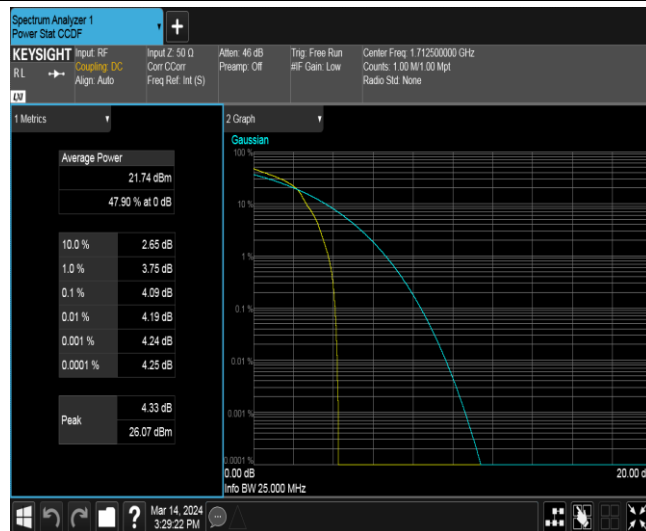 Spectrum Analyzer 1
Power Stat CCDF
+
KEYSIGHT
RL
LXI
Input: RF
Coupling: DC
Align: Auto
Input Z: 50 Ω
Corr CCorr
Freq Ref: Int (S)
Atten: 46 dB
Preamp: Off
Trig: Free Run
#IF Gain: Low
Center Freq: 1.712500000 GHz
Counts: 1.00 M/1.00 Mpt
Radio Std: None
1 Metrics
Average Power
21.74 dBm
47.90 % at 0 dB
10.0 % 2.65 dB
1.0 % 3.75 dB
0.1 % 4.09 dB
0.01 % 4.19 dB
0.001 % 4.24 dB
0.0001 % 4.25 dB
Peak 4.33 dB
26.07 dBm
2 Graph
Gaussian
100 %
10 %
1 %
0.1 %
0.01 %
0.001 %
0.0001 %
0.00 dB 20.00 d
Info BW 25.000 MHz
?
Mar 14, 2024
3:29:22 PM